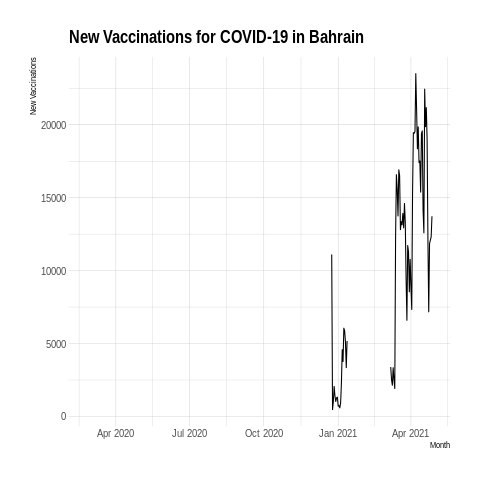 New Vaccinations for COVID-19 in Bahrain
New Vaccinations
20000
15000
10000
5000
0
Apr 2020 Jul 2020 Oct 2020 Jan 2021 Apr 2021
Month